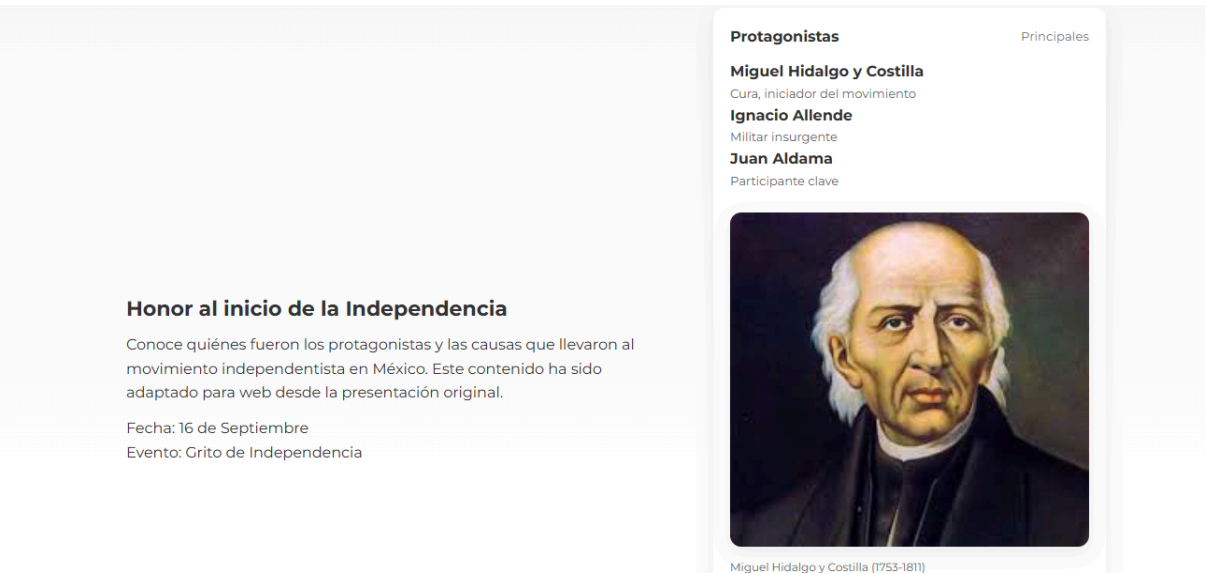 Protagonistas
Principales
Miguel Hidalgo y Costilla
Cura, iniciador del movimiento
Ignacio Allende
Militar insurgente
Juan Aldama
Participante clave
Honor al inicio de la Independencia
Conoce quiénes fueron los protagonistas y las causas que llevaron al
movimiento independentista en México. Este contenido ha sido
adaptado para web desde la presentación original.
Fecha: 16 de Septiembre
Evento: Grito de Independencia
Miguel Hidalgo y Costilla (1753-1811)